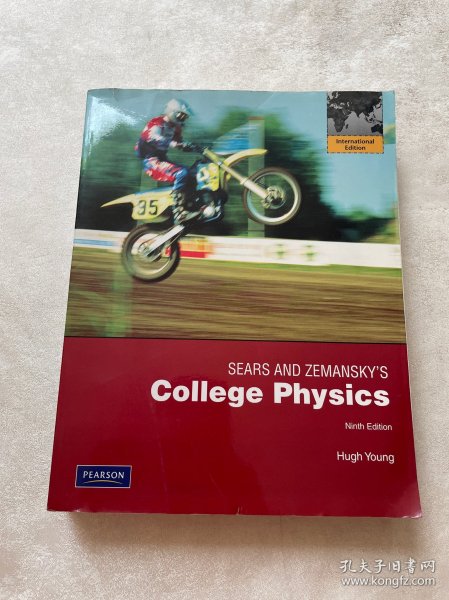 International
Edition
35
SEARS AND ZEMANSKY'S
College Physics
Ninth Edition
Hugh Young
PEARSON
孔夫子旧书网
www.kongfz.com